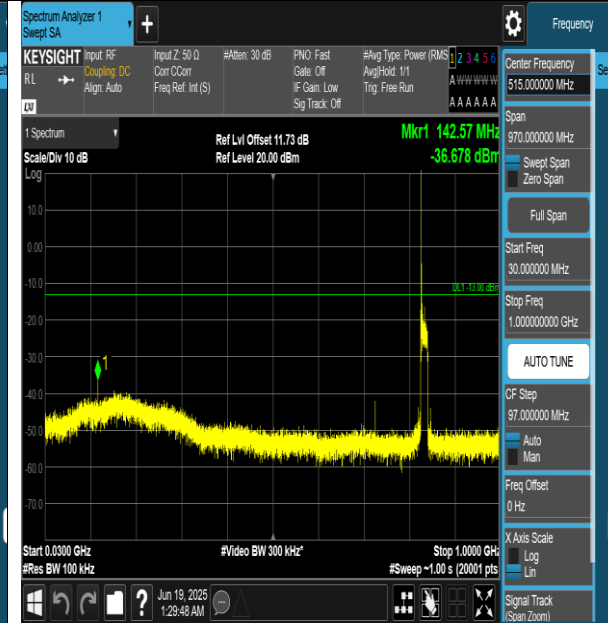 Spectrum Analyzer 1
Swept SA
Frequency
KEYSIGHT
RL
LXI
Input: RF
Coupling: DC
Align: Auto
Input Z: 50 Ω
Corr CCorr
Freq Ref: Int (S)
#Atten: 30 dB
PNO: Fast
Gate: Off
IF Gain: Low
Sig Track: Off
#Avg Type: Power (RMS
Avg|Hold: 1/1
Trig: Free Run
1 2 3 4 5 6
A W W W W W
A A A A A A
1 Spectrum
Scale/Div 10 dB
Ref Lvl Offset 11.73 dB
Ref Level 20.00 dBm
Mkr1 142.57 MHz
-36.678 dBm
Log
10.0
0.00
-10.0
-20.0
-30.0
-40.0
-50.0
-60.0
-70.0
DL1 -13.00 dBm
1
Start 0.0300 GHz
#Res BW 100 kHz
#Video BW 300 kHz*
Stop 1.0000 GHz
#Sweep ~1.00 s (20001 pts
Jun 19, 2025
1:29:48 AM
Center Frequency
515.000000 MHz
Span
970.000000 MHz
Swept Span
Zero Span
Full Span
Start Freq
30.000000 MHz
Stop Freq
1.000000000 GHz
AUTO TUNE
CF Step
97.000000 MHz
Auto
Man
Freq Offset
0 Hz
X Axis Scale
Log
Lin
Signal Track
(Span Zoom)